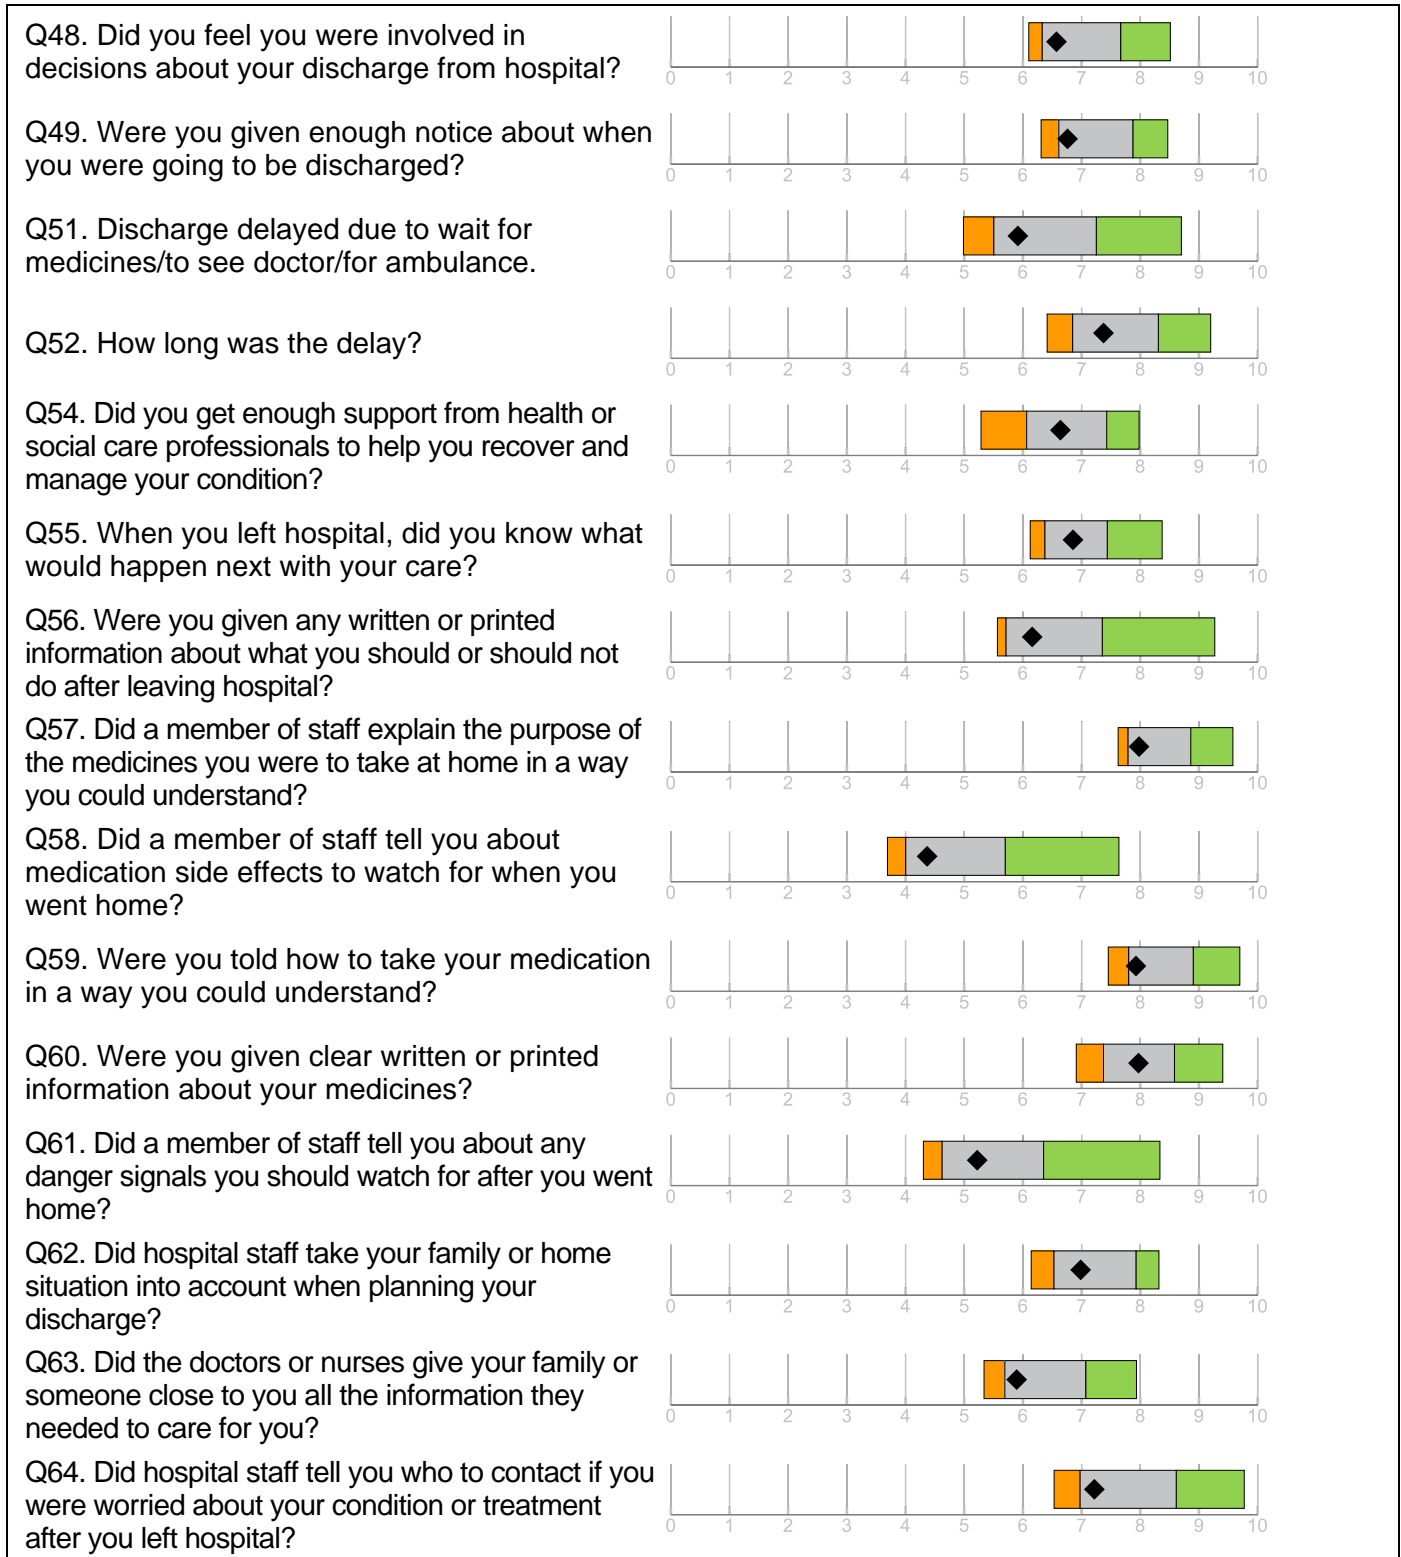 Q48. Did you feel you were involved in
decisions about your discharge from hospital?
0 1 2 3 4 5 6 7 8 9 10
Q49. Were you given enough notice about when
you were going to be discharged?
0 1 2 3 4 5 6 7 8 9 10
Q51. Discharge delayed due to wait for
medicines/to see doctor/for ambulance.
0 1 2 3 4 5 6 7 8 9 10
Q52. How long was the delay?
0 1 2 3 4 5 6 7 8 9 10
Q54. Did you get enough support from health or
social care professionals to help you recover and
manage your condition?
0 1 2 3 4 5 6 7 8 9 10
Q55. When you left hospital, did you know what
would happen next with your care?
0 1 2 3 4 5 6 7 8 9 10
Q56. Were you given any written or printed
information about what you should or should not
do after leaving hospital?
0 1 2 3 4 5 6 7 8 9 10
Q57. Did a member of staff explain the purpose of
the medicines you were to take at home in a way
you could understand?
0 1 2 3 4 5 6 7 8 9 10
Q58. Did a member of staff tell you about
medication side effects to watch for when you
went home?
0 1 2 3 4 5 6 7 8 9 10
Q59. Were you told how to take your medication
in a way you could understand?
0 1 2 3 4 5 6 7 8 9 10
Q60. Were you given clear written or printed
information about your medicines?
0 1 2 3 4 5 6 7 8 9 10
Q61. Did a member of staff tell you about any
danger signals you should watch for after you went
home?
0 1 2 3 4 5 6 7 8 9 10
Q62. Did hospital staff take your family or home
situation into account when planning your
discharge?
0 1 2 3 4 5 6 7 8 9 10
Q63. Did the doctors or nurses give your family or
someone close to you all the information they
needed to care for you?
0 1 2 3 4 5 6 7 8 9 10
Q64. Did hospital staff tell you who to contact if you
were worried about your condition or treatment
after you left hospital?
0 1 2 3 4 5 6 7 8 9 10